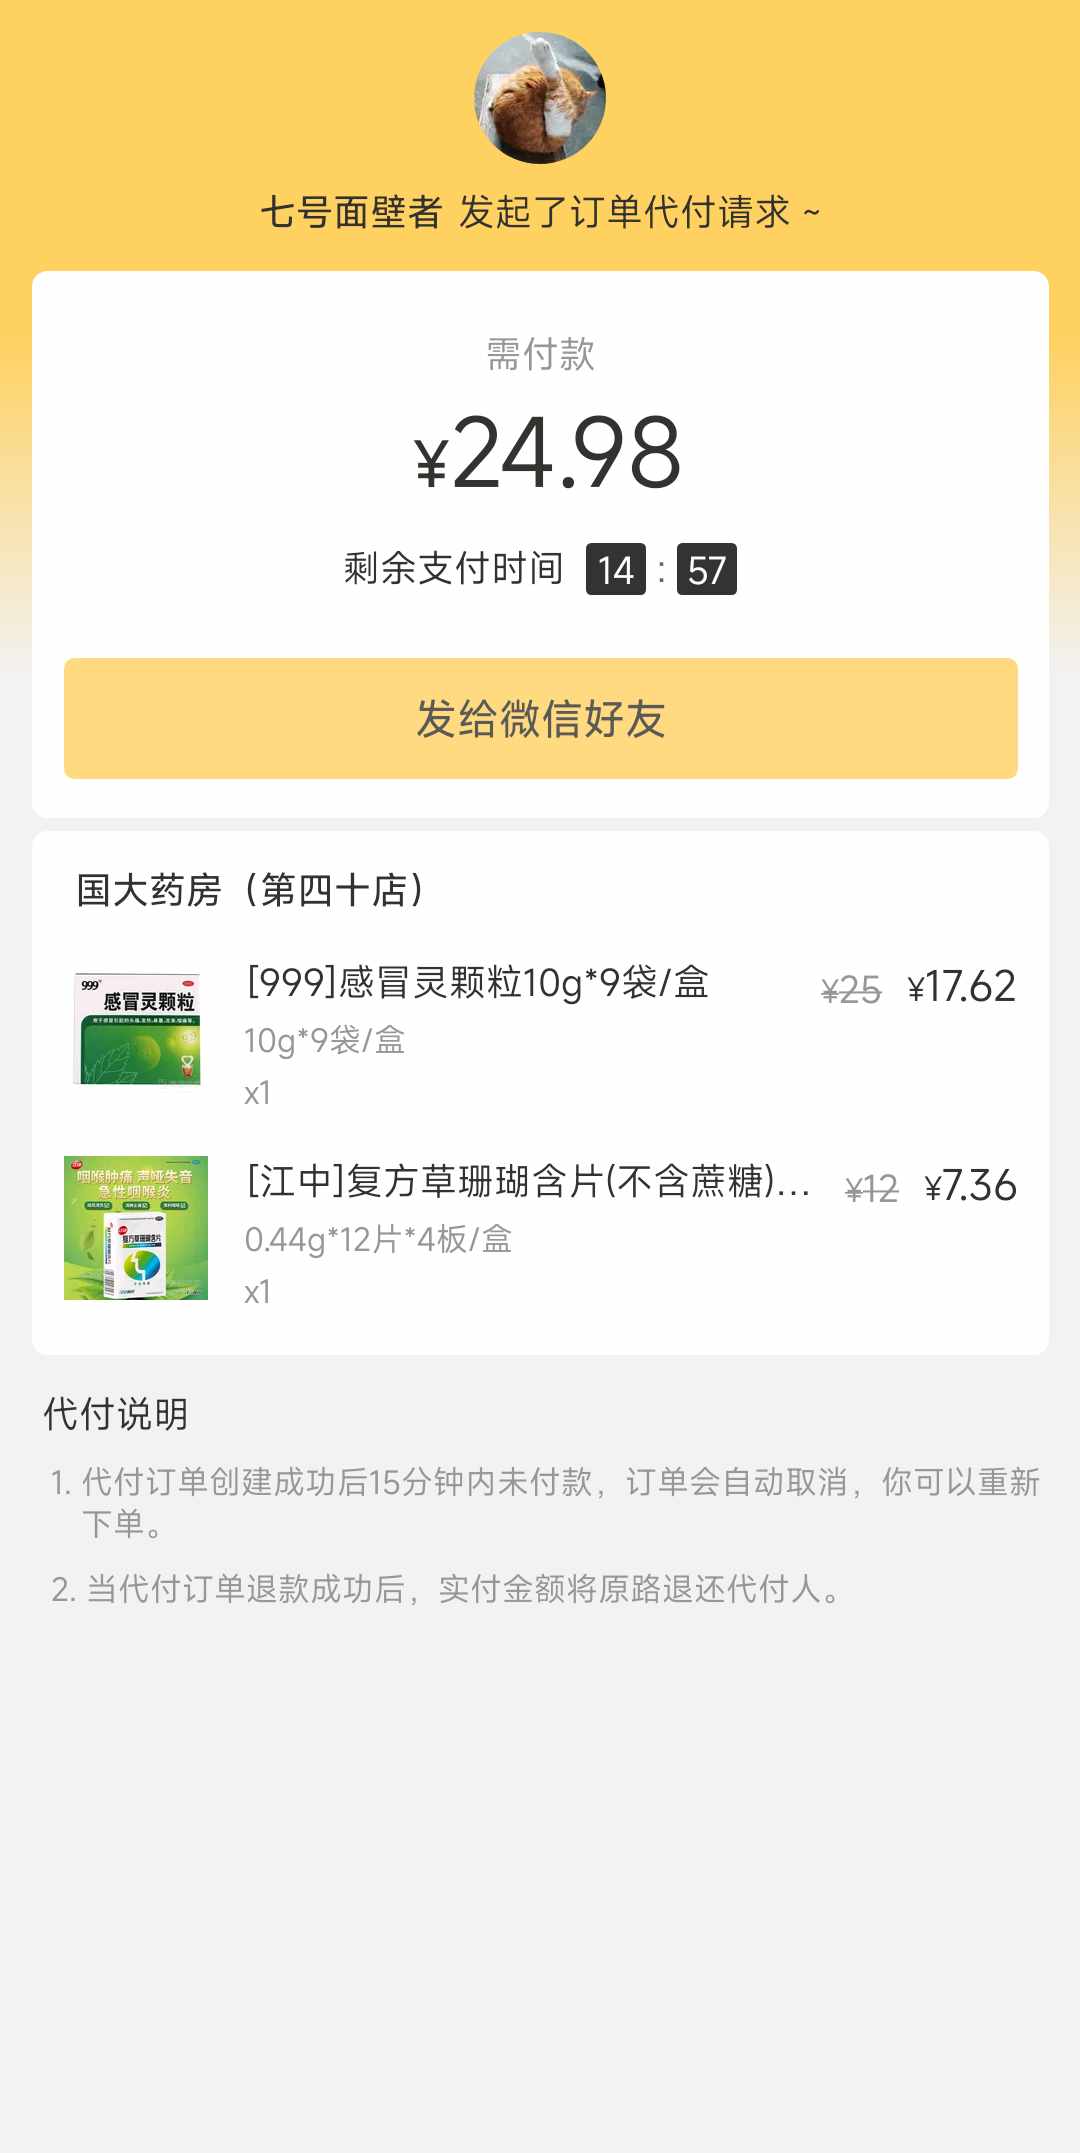 七号面壁者 发起了订单代付请求 ~
需付款
¥24.98
剩余支付时间 14 : 57
发给微信好友
国大药房（第四十店）
[999]感冒灵颗粒10g*9袋/盒 ¥25 ¥17.62
10g*9袋/盒
x1
999
感冒灵颗粒
[江中]复方草珊瑚含片(不含蔗糖)... ¥12 ¥7.36
0.44g*12片*4板/盒
x1
咽喉肿痛 声哑失音
急性咽喉炎
复方草珊瑚含片
代付说明
1. 代付订单创建成功后15分钟内未付款，订单会自动取消，你可以重新
下单。
2. 当代付订单退款成功后，实付金额将原路退还代付人。